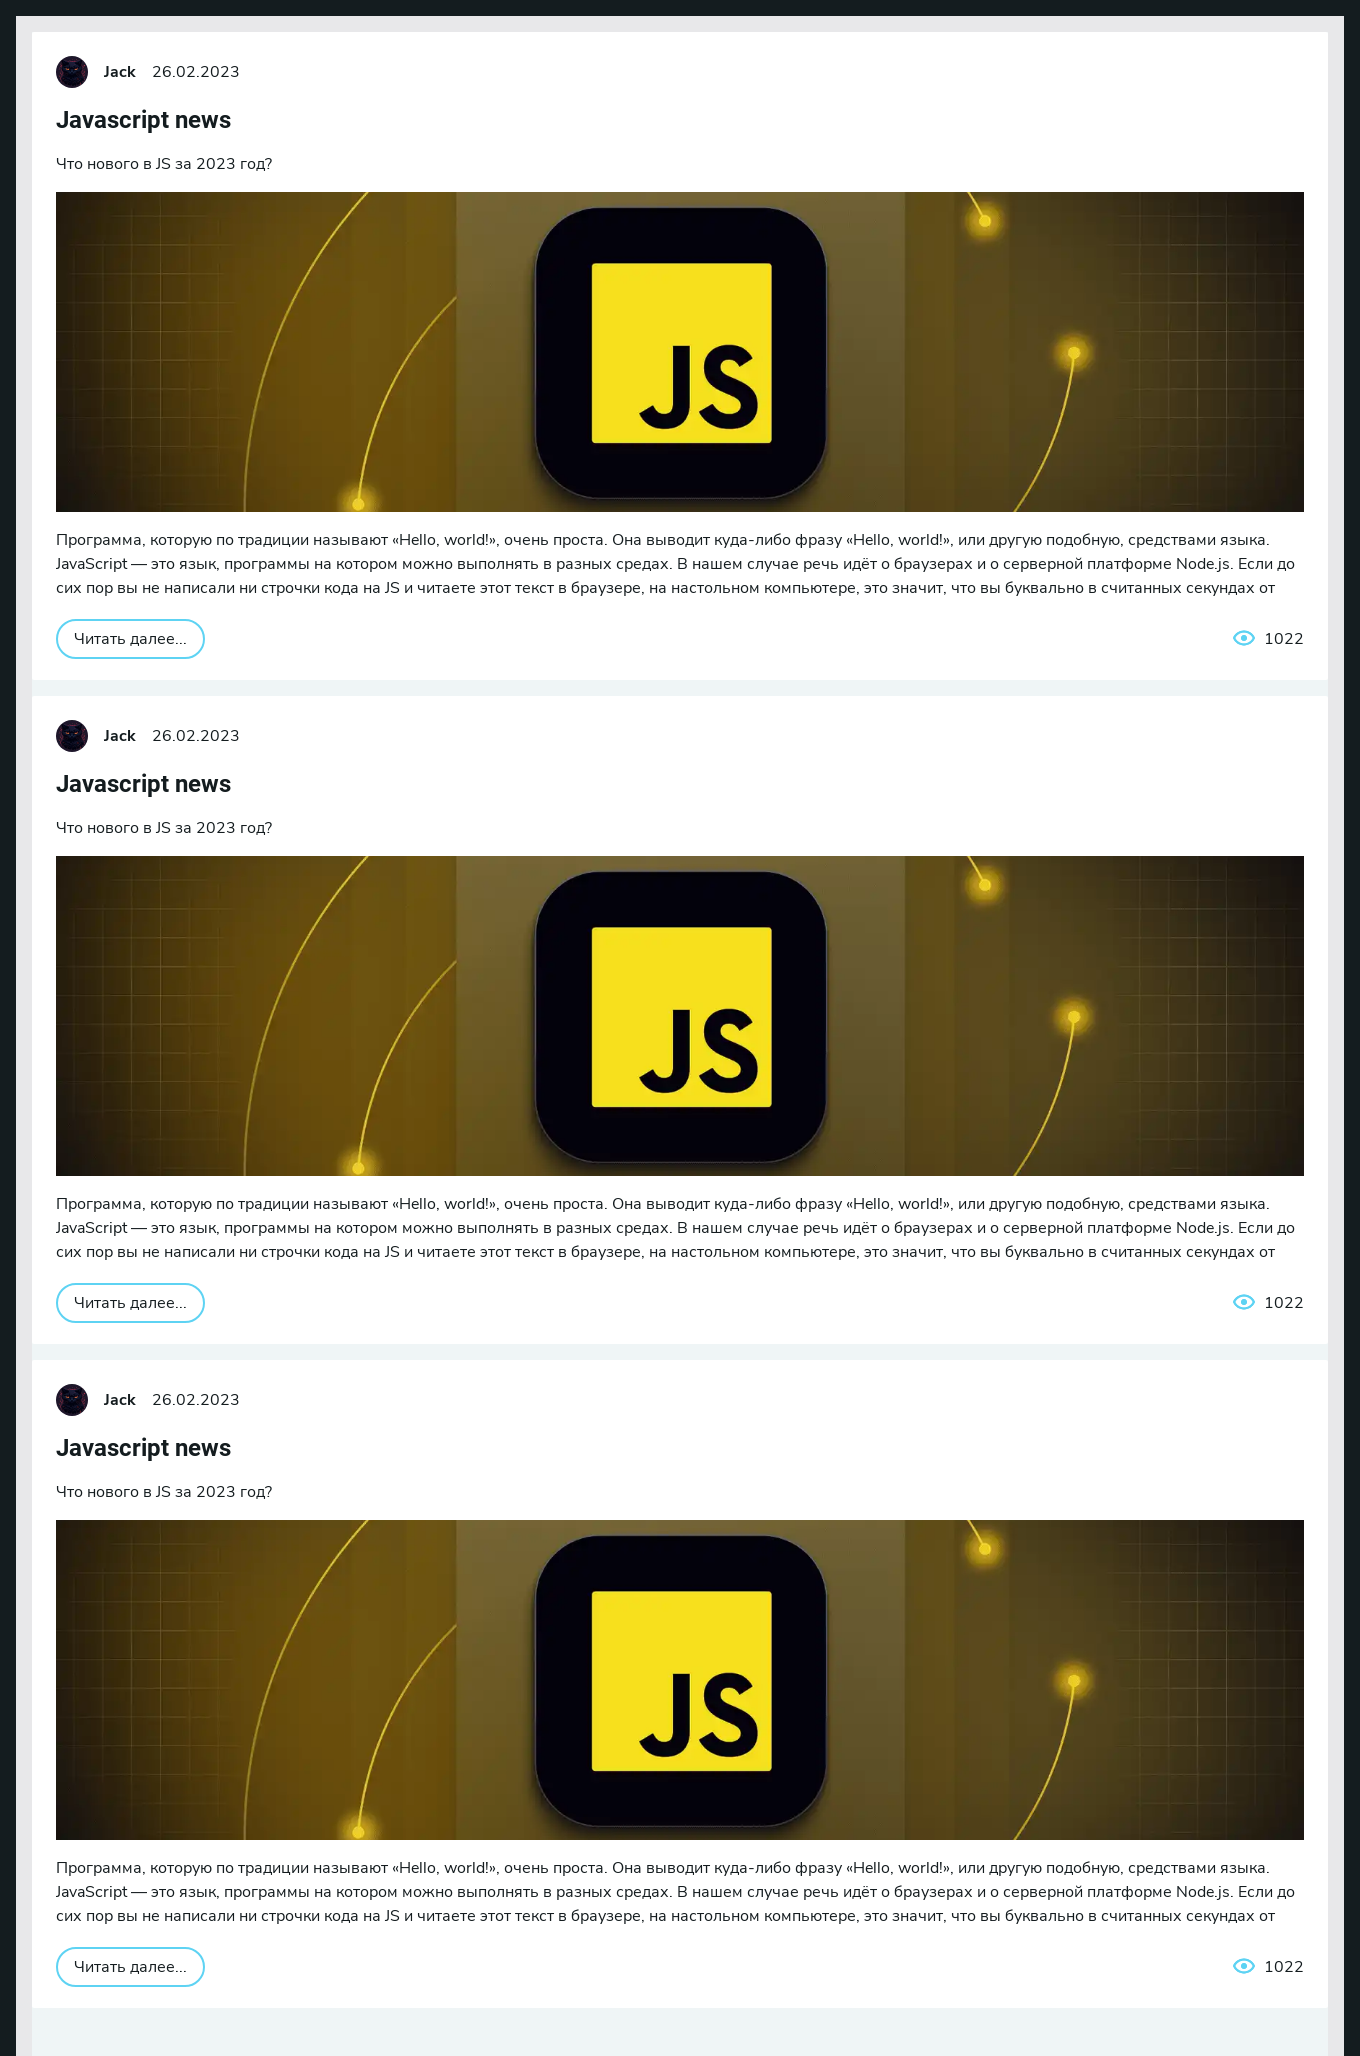 Jack 26.02.2023
Javascript news
Что нового в JS за 2023 год?
JS
Программа, которую по традиции называют «Hello, world!», очень проста. Она выводит куда-либо фразу «Hello, world!», или другую подобную, средствами языка.
JavaScript — это язык, программы на котором можно выполнять в разных средах. В нашем случае речь идёт о браузерах и о серверной платформе Node.js. Если до
сих пор вы не написали ни строчки кода на JS и читаете этот текст в браузере, на настольном компьютере, это значит, что вы буквально в считанных секундах от
Читать далее... 1022
Jack 26.02.2023
Javascript news
Что нового в JS за 2023 год?
JS
Программа, которую по традиции называют «Hello, world!», очень проста. Она выводит куда-либо фразу «Hello, world!», или другую подобную, средствами языка.
JavaScript — это язык, программы на котором можно выполнять в разных средах. В нашем случае речь идёт о браузерах и о серверной платформе Node.js. Если до
сих пор вы не написали ни строчки кода на JS и читаете этот текст в браузере, на настольном компьютере, это значит, что вы буквально в считанных секундах от
Читать далее... 1022
Jack 26.02.2023
Javascript news
Что нового в JS за 2023 год?
JS
Программа, которую по традиции называют «Hello, world!», очень проста. Она выводит куда-либо фразу «Hello, world!», или другую подобную, средствами языка.
JavaScript — это язык, программы на котором можно выполнять в разных средах. В нашем случае речь идёт о браузерах и о серверной платформе Node.js. Если до
сих пор вы не написали ни строчки кода на JS и читаете этот текст в браузере, на настольном компьютере, это значит, что вы буквально в считанных секундах от
Читать далее... 1022